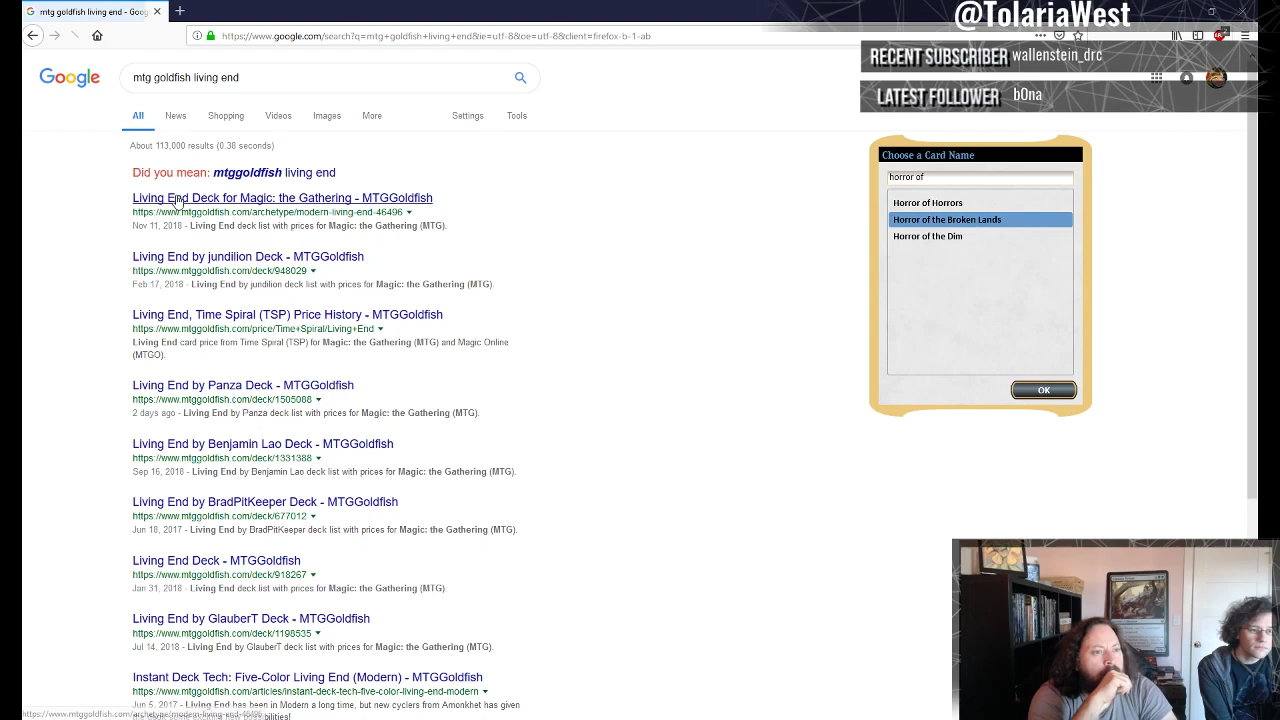 mtg goldfish living end - Google
@TolariaWest
https://www.google.com/search?q=mtg+goldfish+living+end&ie=utf-8&oe=utf-8&client=firefox-b-1-ab
RECENT SUBSCRIBER wallenstein_drc
LATEST FOLLOWER b0na
Google
mtg goldfish living end
All News Shopping Videos Images More Settings Tools
About 113,000 results (0.38 seconds)
Did you mean: mtggoldfish living end
Living End Deck for Magic: the Gathering - MTGGoldfish
https://www.mtggoldfish.com/archetype/modern-living-end-46496
Nov 11, 2018 - Living End deck list with prices for Magic: the Gathering (MTG).
Living End by jundilion Deck - MTGGoldfish
https://www.mtggoldfish.com/deck/948029
Feb 17, 2018 - Living End deck list with prices for Magic: the Gathering (MTG).
Living End, Time Spiral (TSP) Price History - MTGGoldfish
https://www.mtggoldfish.com/price/Time+Spiral/Living+End
Living End card price from Time Spiral (TSP) for Magic: the Gathering (MTG) and Magic Online
(MTGO).
Living End by Panza Deck - MTGGoldfish
https://www.mtggoldfish.com/deck/1505088
2 days ago - Living End by Panza deck list with prices for Magic: the Gathering (MTG).
Living End by Benjamin Lao Deck - MTGGoldfish
https://www.mtggoldfish.com/deck/1331388
Sep 16, 2018 - Living End by Benjamin Lao deck list with prices for Magic: the Gathering (MTG).
Living End by BradPitKeeper Deck - MTGGoldfish
https://www.mtggoldfish.com/deck/677012
Jun 18, 2017 - Living End by BradPitKeeper deck list with prices for Magic: the Gathering (MTG).
Living End Deck - MTGGoldfish
https://www.mtggoldfish.com/deck/918267
Jan 31, 2018 - Living End deck list with prices for Magic: the Gathering (MTG).
Living End by GlauberT Deck - MTGGoldfish
https://www.mtggoldfish.com/deck/1198535
Jul 14, 2018 - Living End by GlauberT deck list with prices for Magic: the Gathering (MTG).
Instant Deck Tech: Five-Color Living End (Modern) - MTGGoldfish
https://www.mtggoldfish.com/articles/instant-deck-tech-five-color-living-end-modern
Jun 5, 2017 - Living End has been in Modern a long time, but new cyclers from Amonkhet has given
https://www.mtggoldfish.com/archetype/modern-living-end-46496
Choose a Card Name
horror of
Horror of Horrors
Horror of the Broken Lands
Horror of the Dim
OK